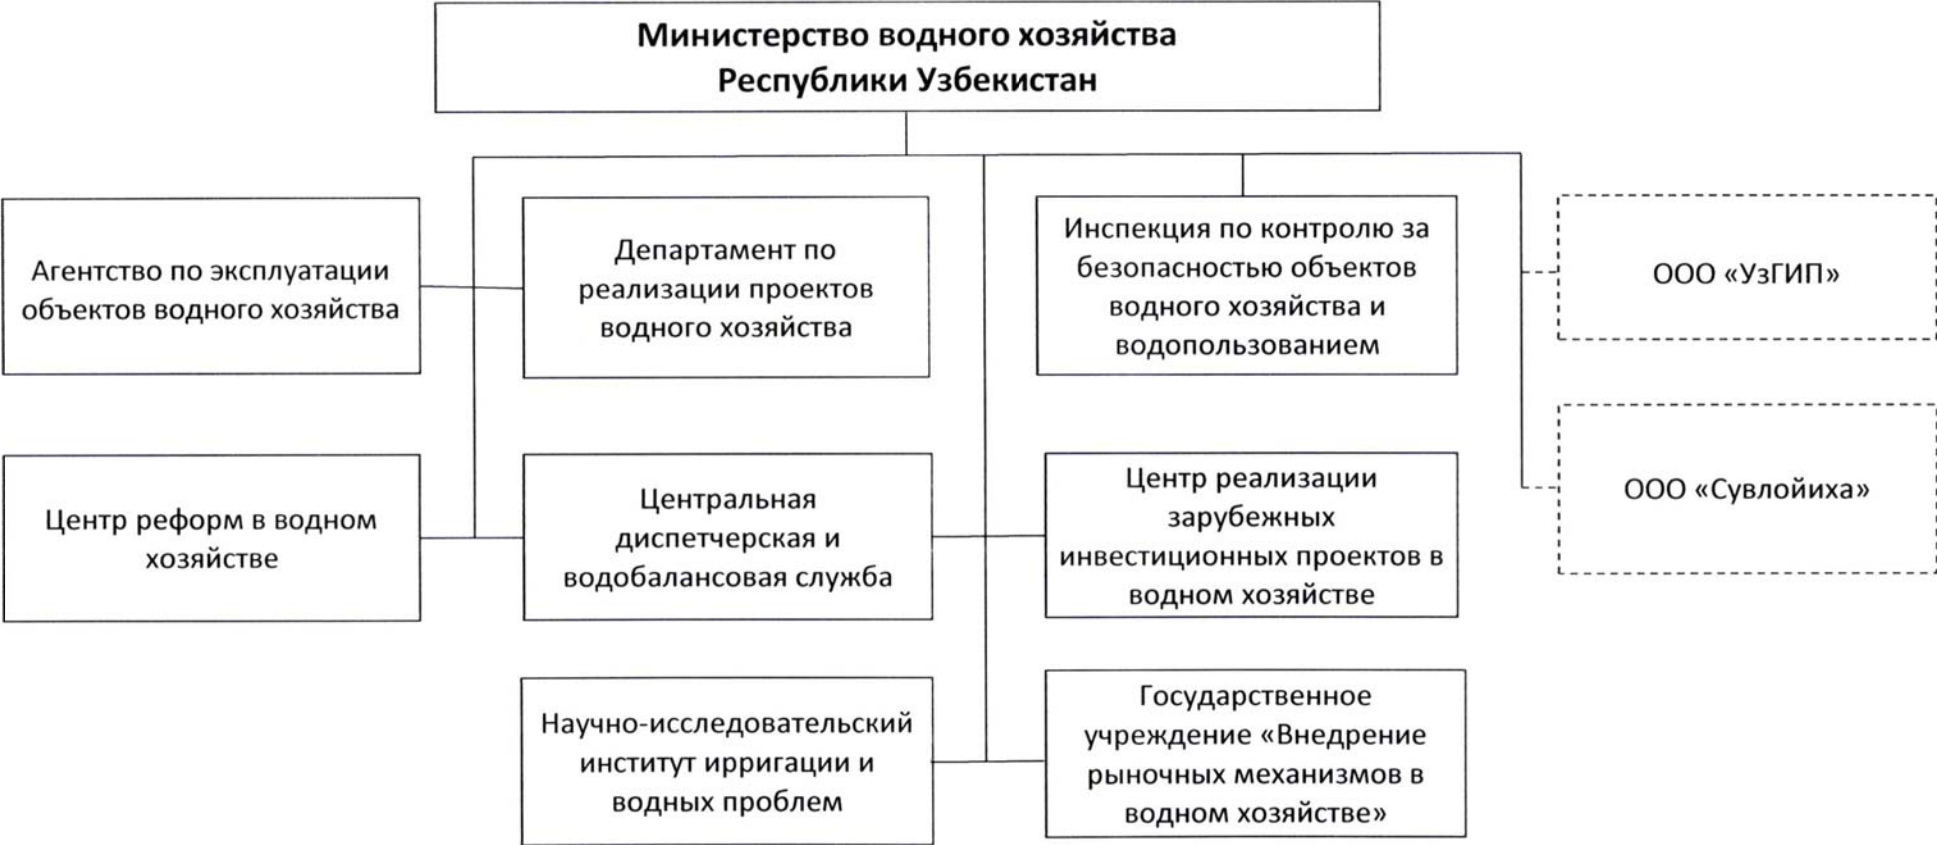 Министерство водного хозяйства
Республики Узбекистан
Агентство по эксплуатации
объектов водного хозяйства
Департамент по
реализации проектов
водного хозяйства
Инспекция по контролю за
безопасностью объектов
водного хозяйства и
водопользованием
ООО «УзГИП»
Центр реформ в водном
хозяйстве
Центральная
диспетчерская и
водобалансовая служба
Центр реализации
зарубежных
инвестиционных проектов в
водном хозяйстве
ООО «Сувлойиха»
Научно-исследовательский
институт ирригации и
водных проблем
Государственное
учреждение «Внедрение
рыночных механизмов в
водном хозяйстве»